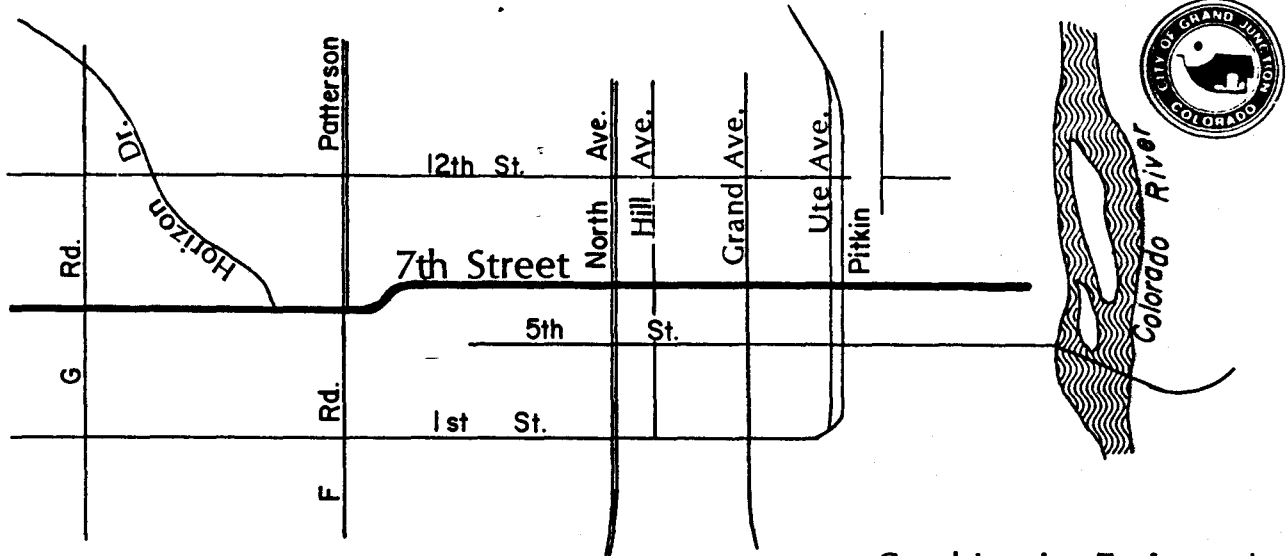 CITY OF GRAND JUNCTION
COLORADO
Patterson
Dr.
12th St.
North Ave.
Hill Ave.
Grand Ave.
Ute Ave.
Pitkin
Horizon
G Rd.
7th Street
5th St.
Colorado River
F Rd.
1st St.